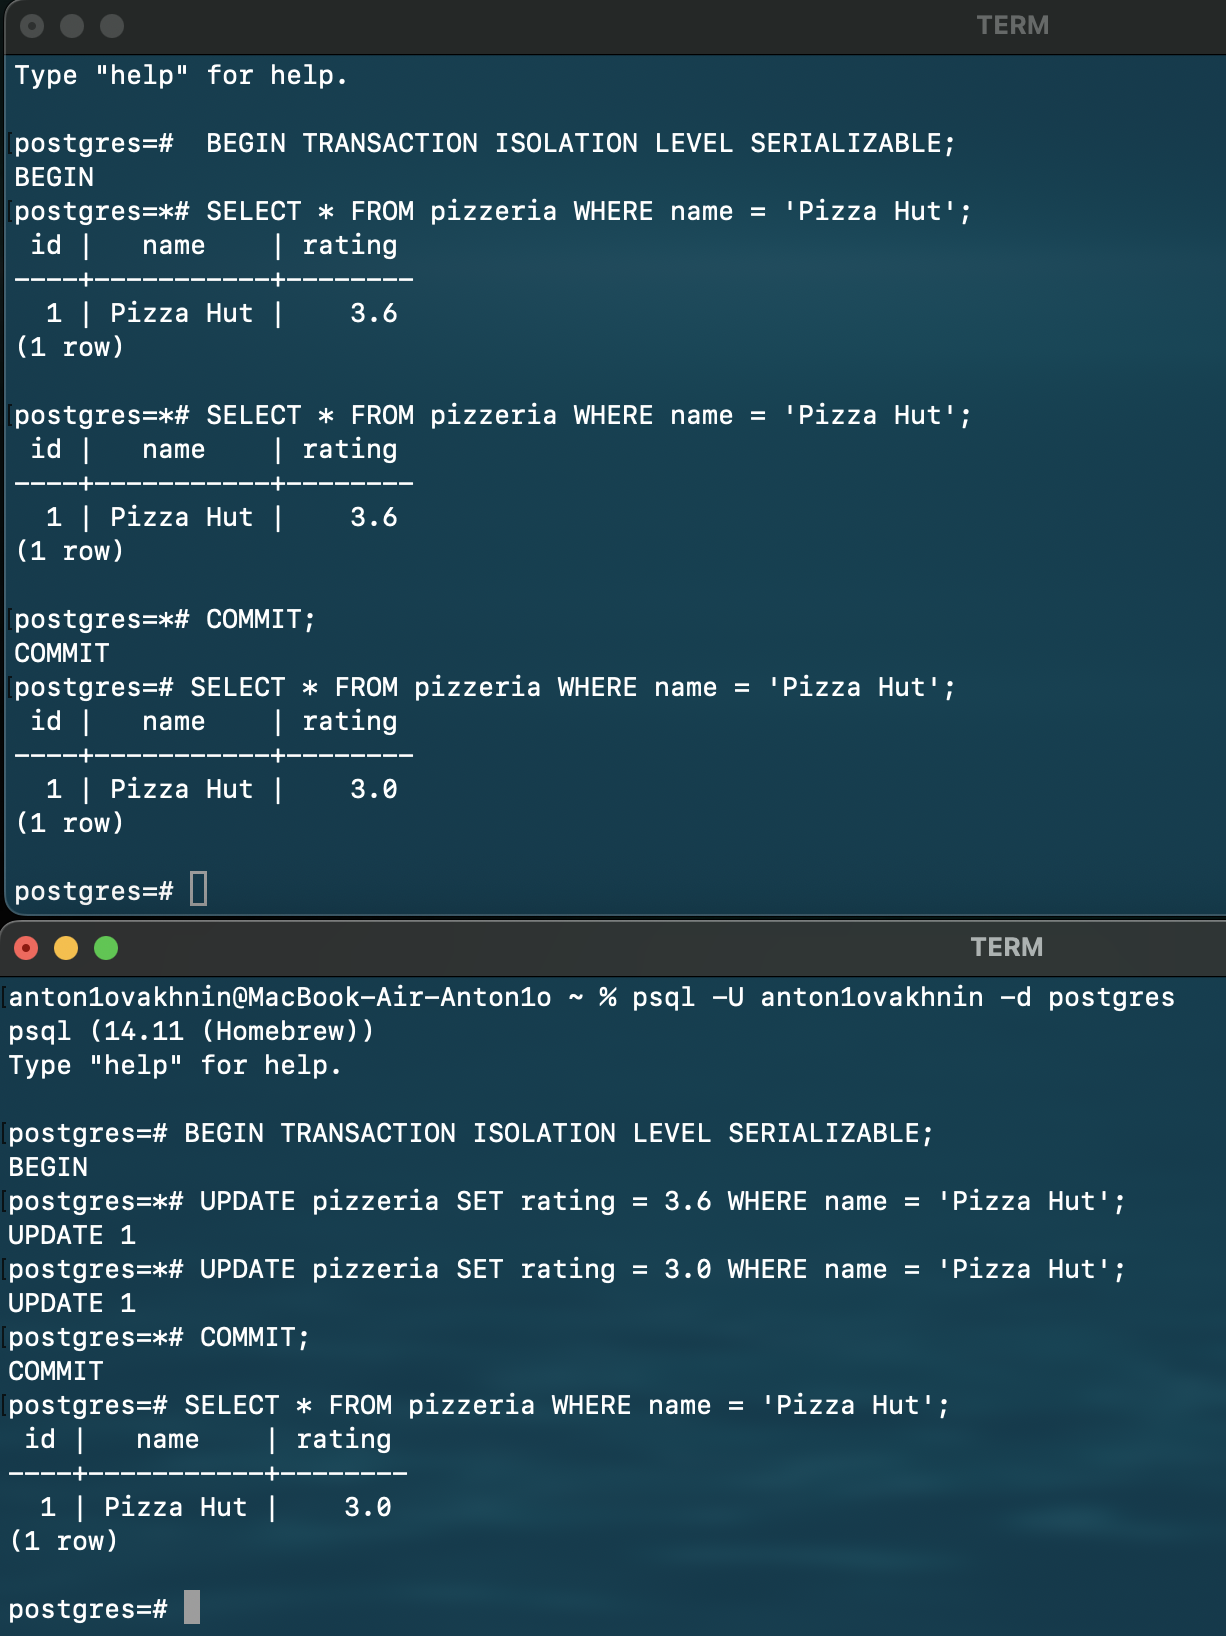 TERM
Type "help" for help.
postgres=#  BEGIN TRANSACTION ISOLATION LEVEL SERIALIZABLE;
BEGIN
postgres=*# SELECT * FROM pizzeria WHERE name = 'Pizza Hut';
 id |   name    | rating
----+-----------+--------
  1 | Pizza Hut |    3.6
(1 row)
postgres=*# SELECT * FROM pizzeria WHERE name = 'Pizza Hut';
 id |   name    | rating
----+-----------+--------
  1 | Pizza Hut |    3.6
(1 row)
postgres=*# COMMIT;
COMMIT
postgres=# SELECT * FROM pizzeria WHERE name = 'Pizza Hut';
 id |   name    | rating
----+-----------+--------
  1 | Pizza Hut |    3.0
(1 row)
postgres=#
TERM
anton1ovakhnin@MacBook-Air-Anton1o ~ % psql -U anton1ovakhnin -d postgres
psql (14.11 (Homebrew))
Type "help" for help.
postgres=# BEGIN TRANSACTION ISOLATION LEVEL SERIALIZABLE;
BEGIN
postgres=*# UPDATE pizzeria SET rating = 3.6 WHERE name = 'Pizza Hut';
UPDATE 1
postgres=*# UPDATE pizzeria SET rating = 3.0 WHERE name = 'Pizza Hut';
UPDATE 1
postgres=*# COMMIT;
COMMIT
postgres=# SELECT * FROM pizzeria WHERE name = 'Pizza Hut';
 id |   name    | rating
----+-----------+--------
  1 | Pizza Hut |    3.0
(1 row)
postgres=#